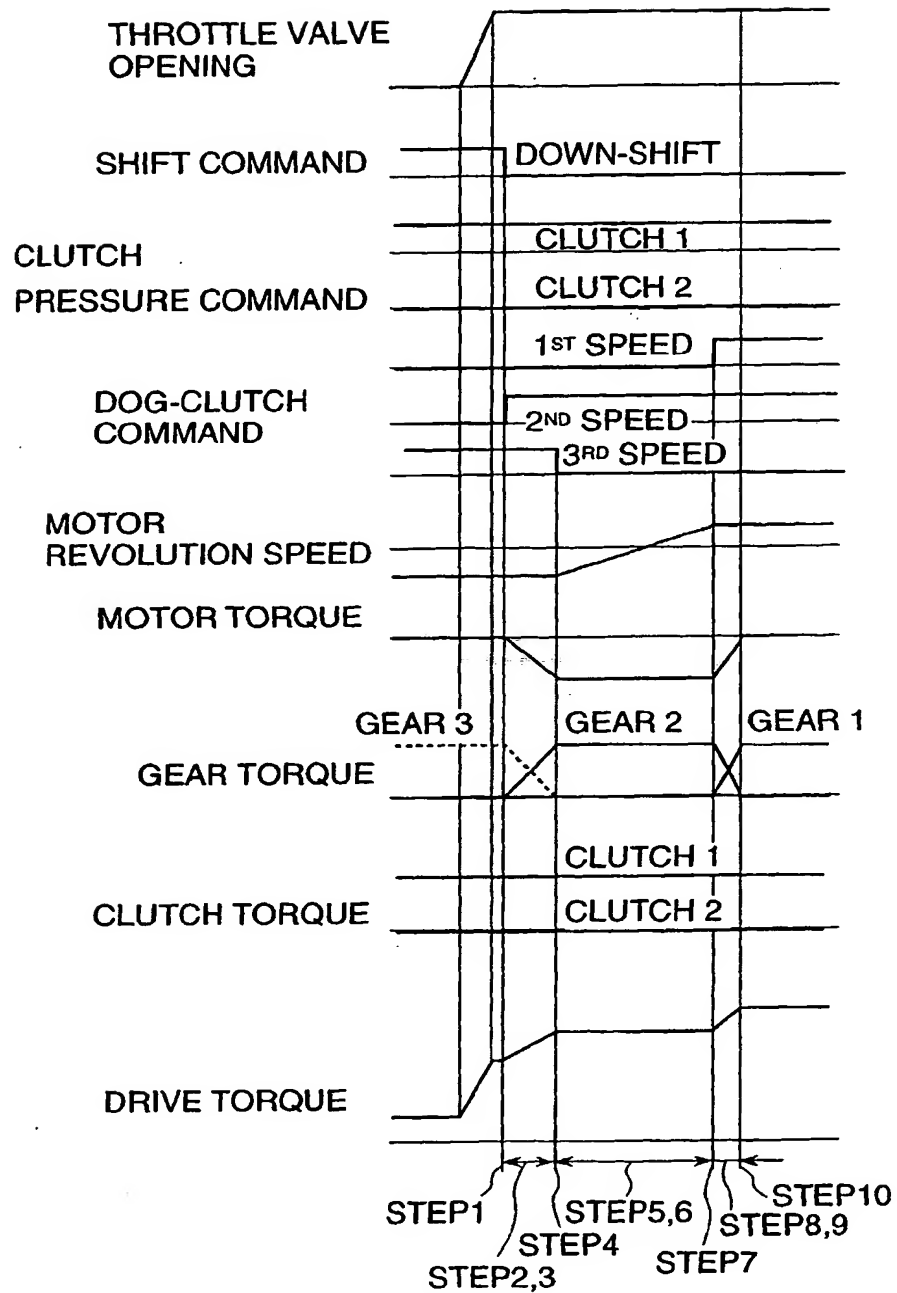 THROTTLE VALVE
OPENING
SHIFT COMMAND
DOWN-SHIFT
CLUTCH
PRESSURE COMMAND
CLUTCH 1
CLUTCH 2
DOG-CLUTCH
COMMAND
1ST SPEED
2ND SPEED
3RD SPEED
MOTOR
REVOLUTION SPEED
MOTOR TORQUE
GEAR 3
GEAR 2
GEAR 1
GEAR TORQUE
CLUTCH 1
CLUTCH TORQUE
CLUTCH 2
DRIVE TORQUE
STEP1
STEP2,3
STEP4
STEP5,6
STEP7
STEP8,9
STEP10